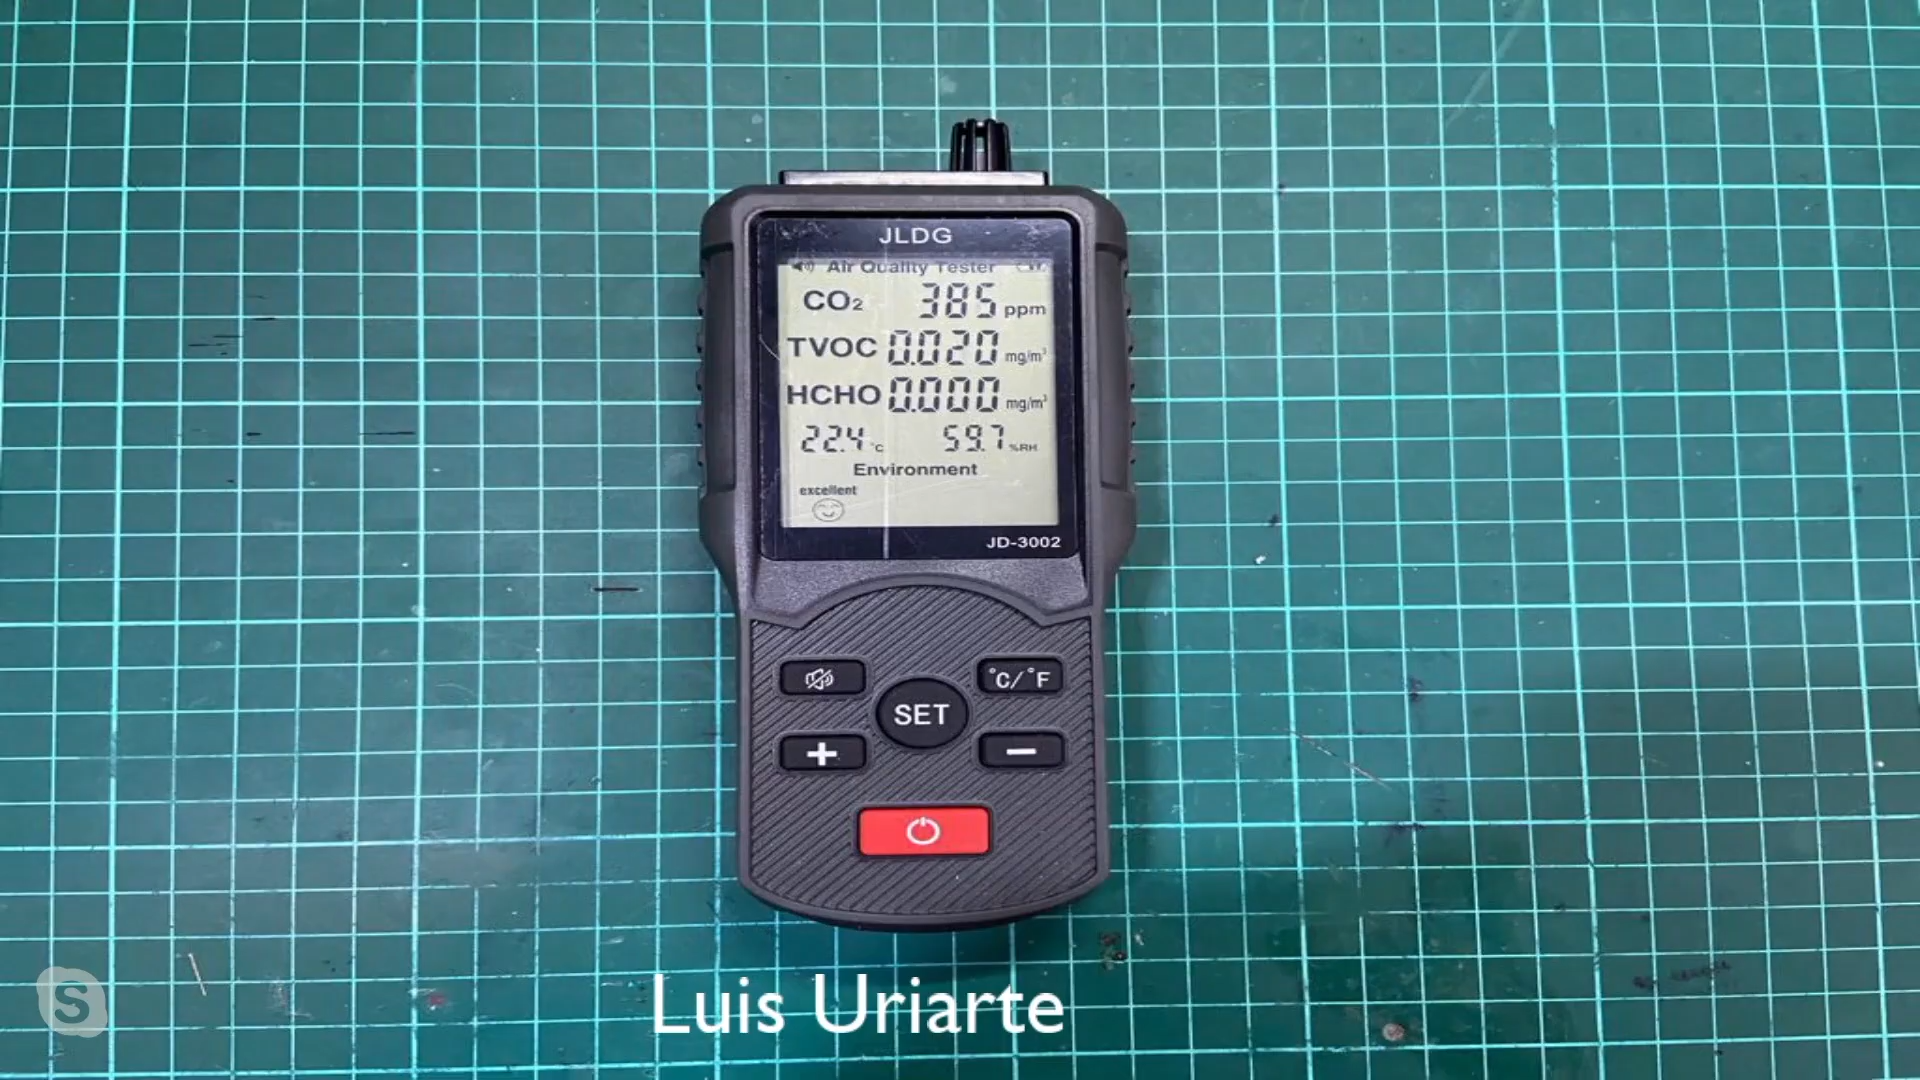 JLDG
Air Quality Tester
CO₂ 385 ppm
TVOC 0.020 mg/m³
HCHO 0.000 mg/m³
22.4 °C 59.7 %RH
Environment
excellent
JD-3002
°C/°F
SET
+ −
Luis Uriarte
S